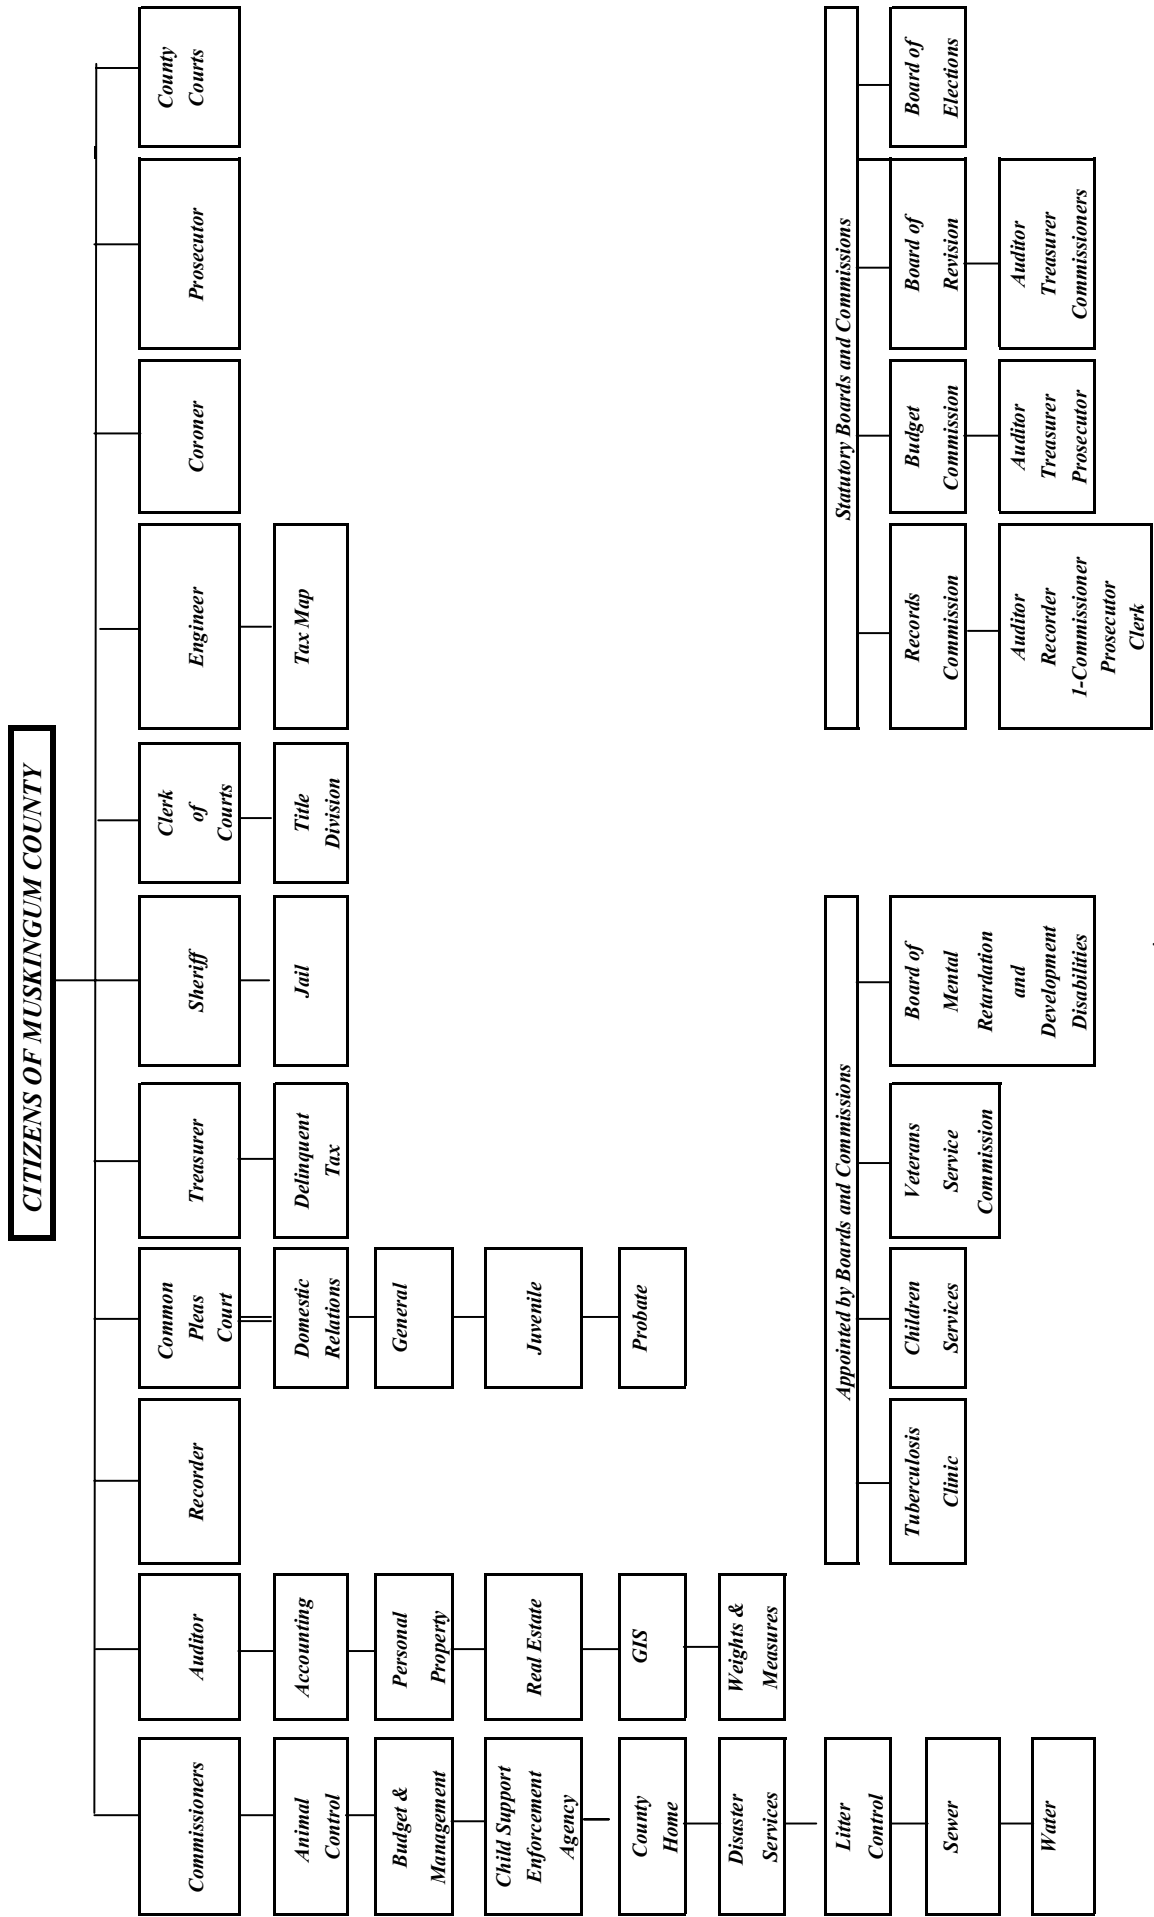 CITIZENS OF MUSKINGUM COUNTY
Commissioners
Auditor
Recorder
Common
Pleas
Court
Treasurer
Sheriff
Clerk
of
Courts
Engineer
Coroner
Prosecutor
County
Courts
Animal
Control
Accounting
Domestic
Relations
Delinquent
Tax
Jail
Title
Division
Tax Map
Budget &
Management
Personal
Property
General
Child Support
Enforcement
Agency
Real Estate
Juvenile
County
Home
GIS
Probate
Disaster
Services
Weights &
Measures
Litter
Control
Sewer
Water
Appointed by Boards and Commissions
Tuberculosis
Clinic
Children
Services
Veterans
Service
Commission
Board of
Mental
Retardation
and
Development
Disabilities
Statutory Boards and Commissions
Records
Commission
Budget
Commission
Board of
Revision
Board of
Elections
Auditor
Recorder
1-Commissioner
Prosecutor
Clerk
Auditor
Treasurer
Prosecutor
Auditor
Treasurer
Commissioners